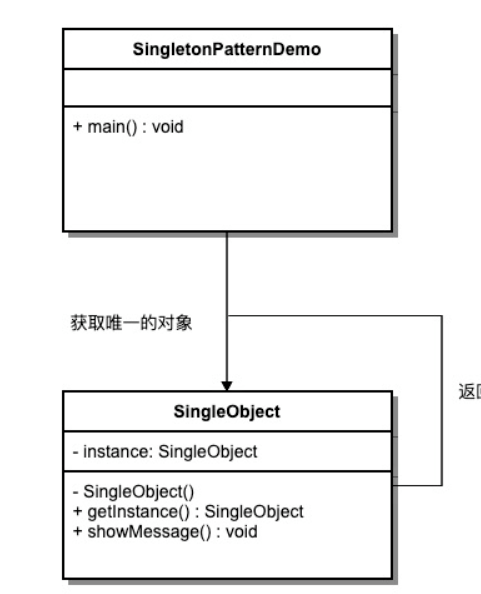 SingletonPatternDemo
+ main() : void
获取唯一的对象
返
SingleObject
- instance: SingleObject
- SingleObject()
+ getInstance() : SingleObject
+ showMessage() : void